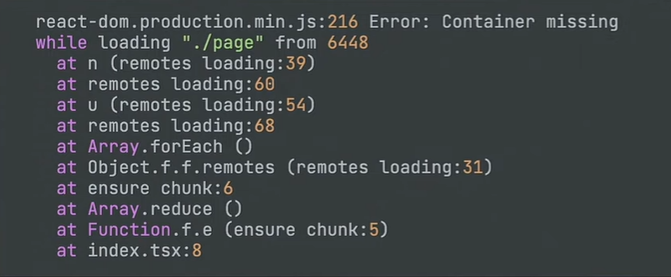 react-dom.production.min.js:216 Error: Container missing
while loading "./page" from 6448
at n (remotes loading:39)
at remotes loading:60
at u (remotes loading:54)
at remotes loading:68
at Array.forEach ()
at Object.f.f.remotes (remotes loading:31)
at ensure chunk:6
at Array.reduce ()
at Function.f.e (ensure chunk:5)
at index.tsx:8